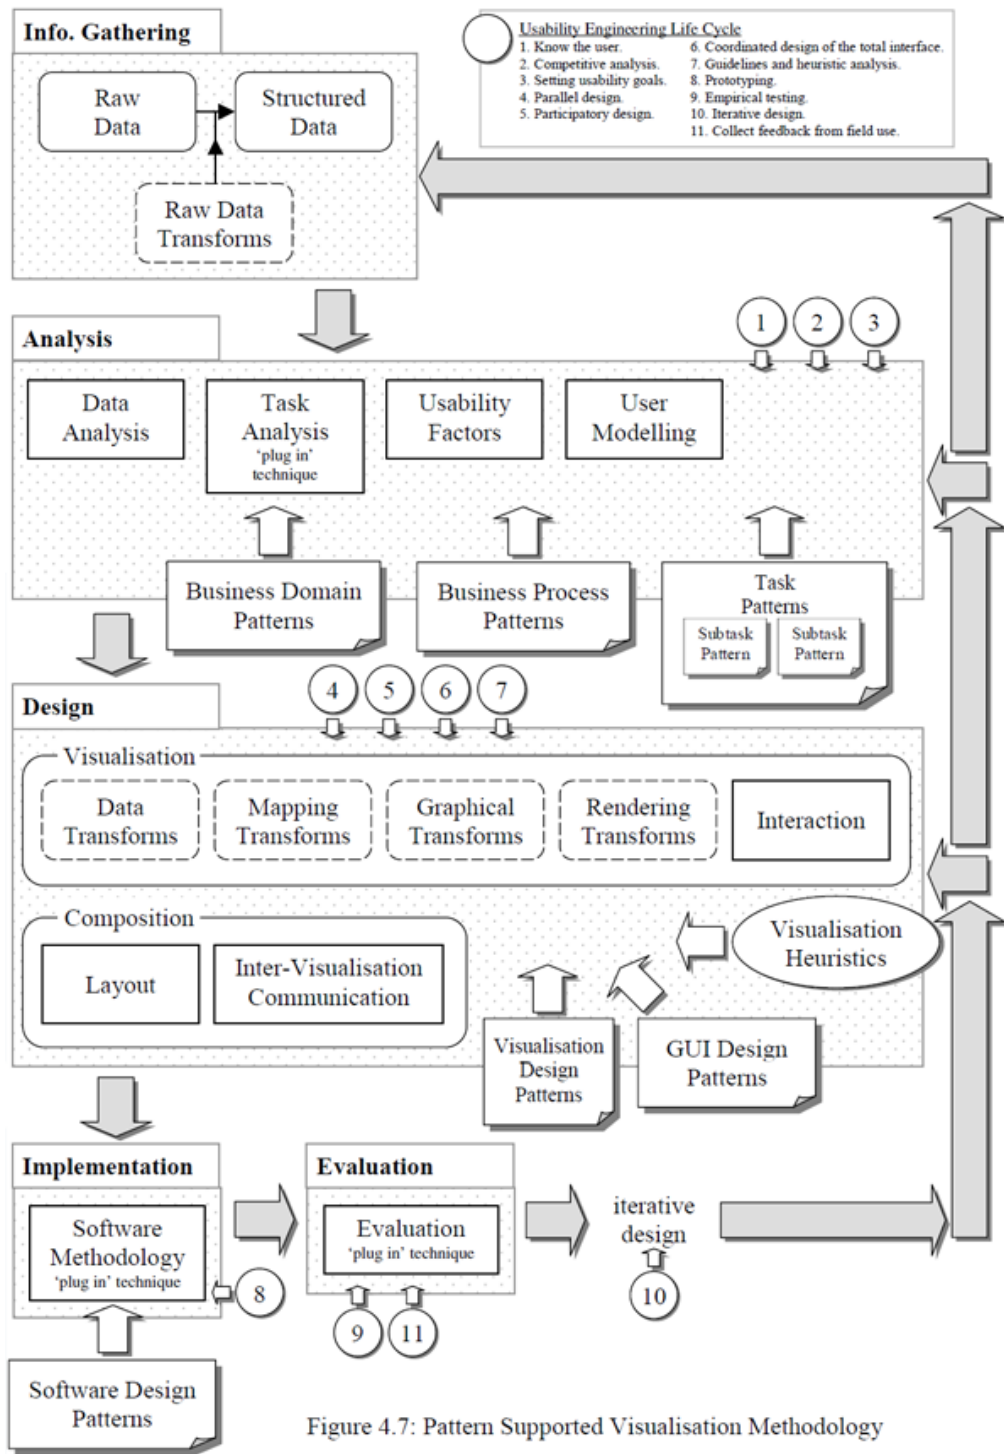 Info. Gathering
Raw
Data
Structured
Data
Raw Data
Transforms
Usability Engineering Life Cycle
1. Know the user.
2. Competitive analysis.
3. Setting usability goals.
4. Parallel design.
5. Participatory design.
6. Coordinated design of the total interface.
7. Guidelines and heuristic analysis.
8. Prototyping.
9. Empirical testing.
10. Iterative design.
11. Collect feedback from field use.
Analysis
1
2
3
Data
Analysis
Task
Analysis
'plug in'
technique
Usability
Factors
User
Modelling
Business Domain
Patterns
Business Process
Patterns
Task
Patterns
Subtask
Pattern
Subtask
Pattern
Design
4
5
6
7
Visualisation
Data
Transforms
Mapping
Transforms
Graphical
Transforms
Rendering
Transforms
Interaction
Composition
Layout
Inter-Visualisation
Communication
Visualisation
Heuristics
Visualisation
Design
Patterns
GUI Design
Patterns
Implementation
Software
Methodology
'plug in' technique
8
Software Design
Patterns
Evaluation
Evaluation
'plug in' technique
9
11
iterative
design
10
Figure 4.7: Pattern Supported Visualisation Methodology